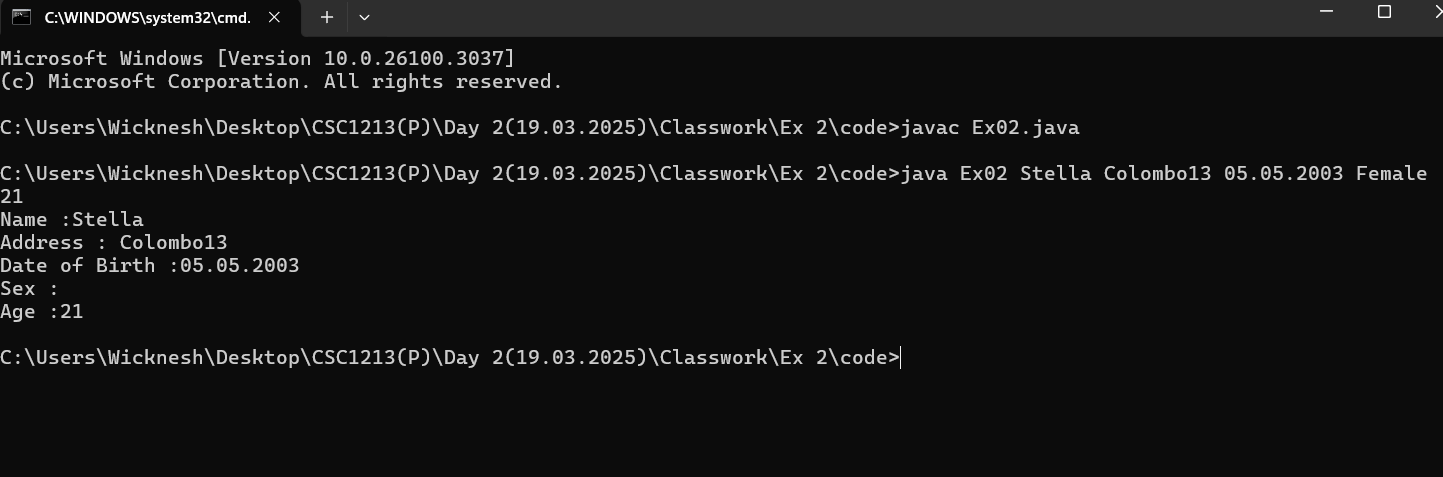 C:\WINDOWS\system32\cmd.
Microsoft Windows [Version 10.0.26100.3037]
(c) Microsoft Corporation. All rights reserved.
C:\Users\Wicknesh\Desktop\CSC1213(P)\Day 2(19.03.2025)\Classwork\Ex 2\code>javac Ex02.java
C:\Users\Wicknesh\Desktop\CSC1213(P)\Day 2(19.03.2025)\Classwork\Ex 2\code>java Ex02 Stella Colombo13 05.05.2003 Female
21
Name :Stella
Address : Colombo13
Date of Birth :05.05.2003
Sex :
Age :21
C:\Users\Wicknesh\Desktop\CSC1213(P)\Day 2(19.03.2025)\Classwork\Ex 2\code>